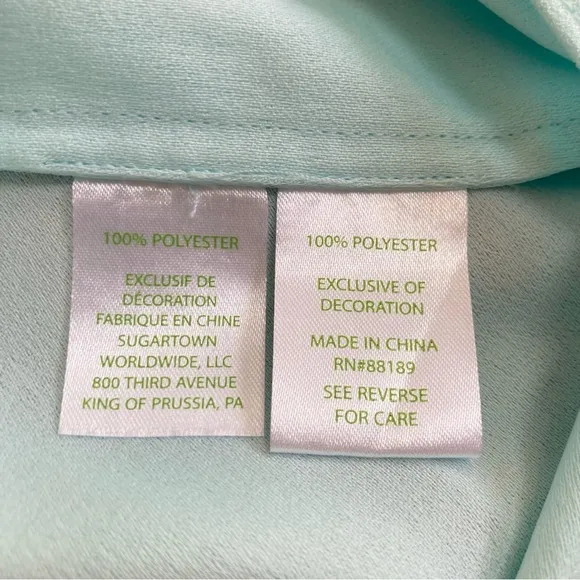 100% POLYESTER
EXCLUSIF DE
DÉCORATION
FABRIQUE EN CHINE
SUGARTOWN
WORLDWIDE, LLC
800 THIRD AVENUE
KING OF PRUSSIA, PA
100% POLYESTER
EXCLUSIVE OF
DECORATION
MADE IN CHINA
RN#88189
SEE REVERSE
FOR CARE